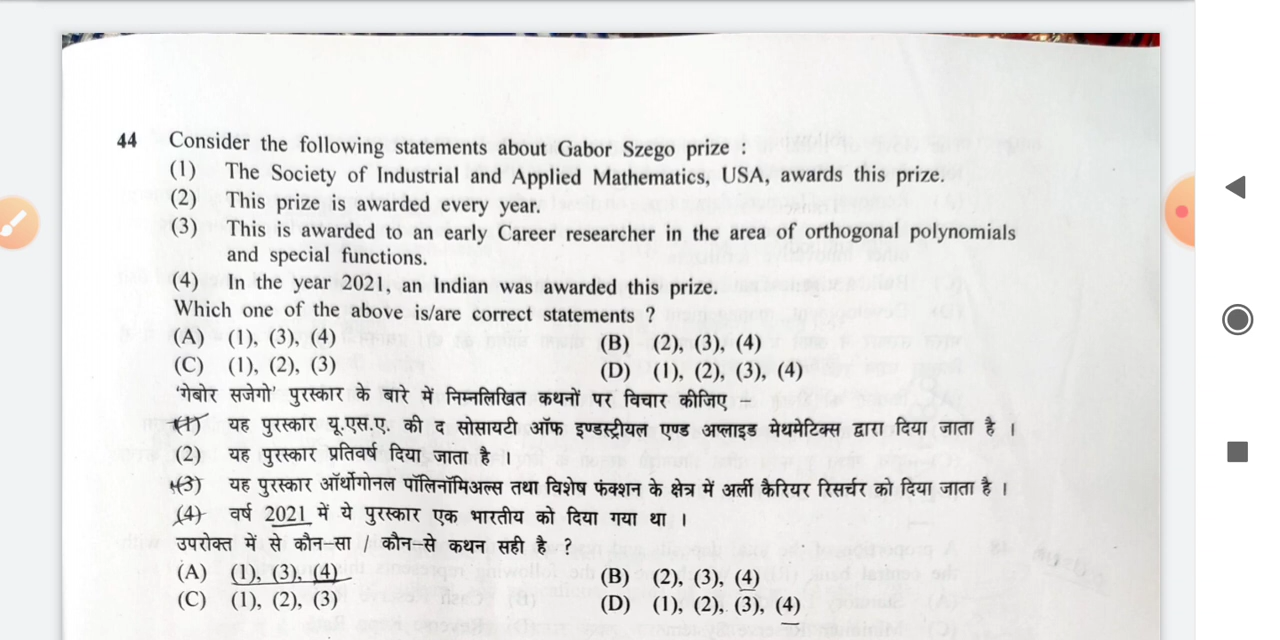 44 Consider the following statements about Gabor Szego prize :
(1) The Society of Industrial and Applied Mathematics, USA, awards this prize.
(2) This prize is awarded every year.
(3) This is awarded to an early Career researcher in the area of orthogonal polynomials
and special functions.
(4) In the year 2021, an Indian was awarded this prize.
Which one of the above is/are correct statements ?
(A) (1), (3), (4) (B) (2), (3), (4)
(C) (1), (2), (3) (D) (1), (2), (3), (4)
'गेबोर सजेगो' पुरस्कार के बारे में निम्नलिखित कथनों पर विचार कीजिए –
(1) यह पुरस्कार यू.एस.ए. की द सोसायटी ऑफ इण्डस्ट्रीयल एण्ड अप्लाइड मेथमेटिक्स द्वारा दिया जाता है ।
(2) यह पुरस्कार प्रतिवर्ष दिया जाता है ।
(3) यह पुरस्कार ऑर्थोगोनल पॉलिनॉमिअल्स तथा विशेष फंक्शन के क्षेत्र में अर्ली कैरियर रिसर्चर को दिया जाता है ।
(4) वर्ष 2021 में ये पुरस्कार एक भारतीय को दिया गया था ।
उपरोक्त में से कौन-सा / कौन-से कथन सही है ?
(A) (1), (3), (4) (B) (2), (3), (4)
(C) (1), (2), (3) (D) (1), (2), (3), (4)